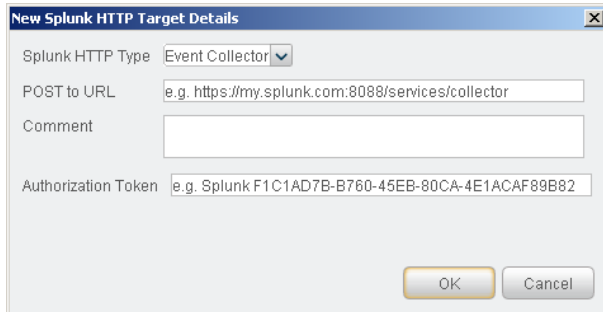 New Splunk HTTP Target Details
Splunk HTTP Type Event Collector
POST to URL e.g. https://my.splunk.com:8088/services/collector
Comment
Authorization Token e.g. Splunk F1C1AD7B-B760-45EB-80CA-4E1ACAF89B82
OK Cancel